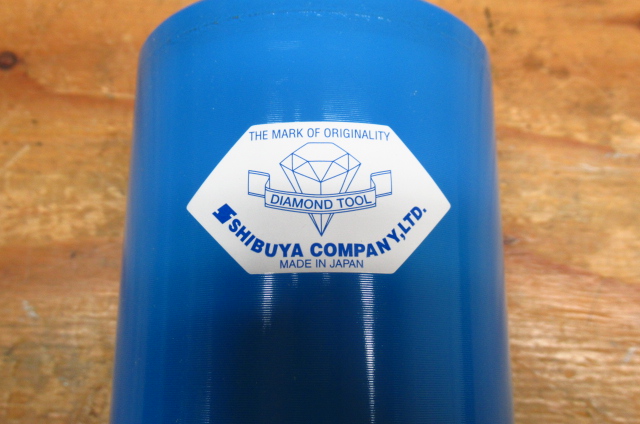 THE MARK OF ORIGINALITY
DIAMOND TOOL
SHIBUYA COMPANY,LTD.
MADE IN JAPAN